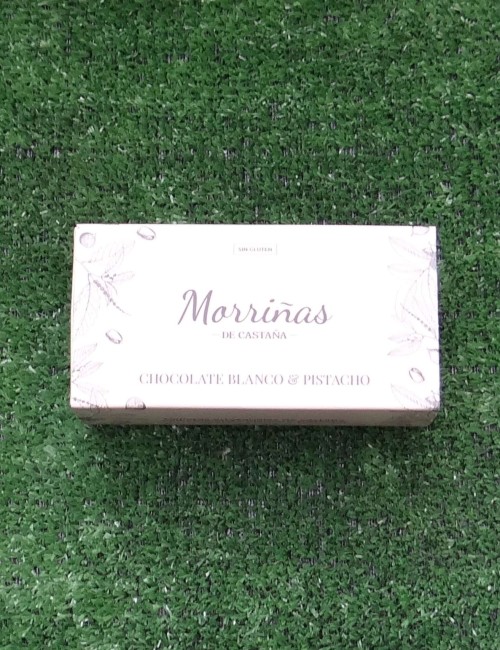 SIN GLUTEN
Morriñas
DE CASTAÑA
CHOCOLATE BLANCO & PISTACHO